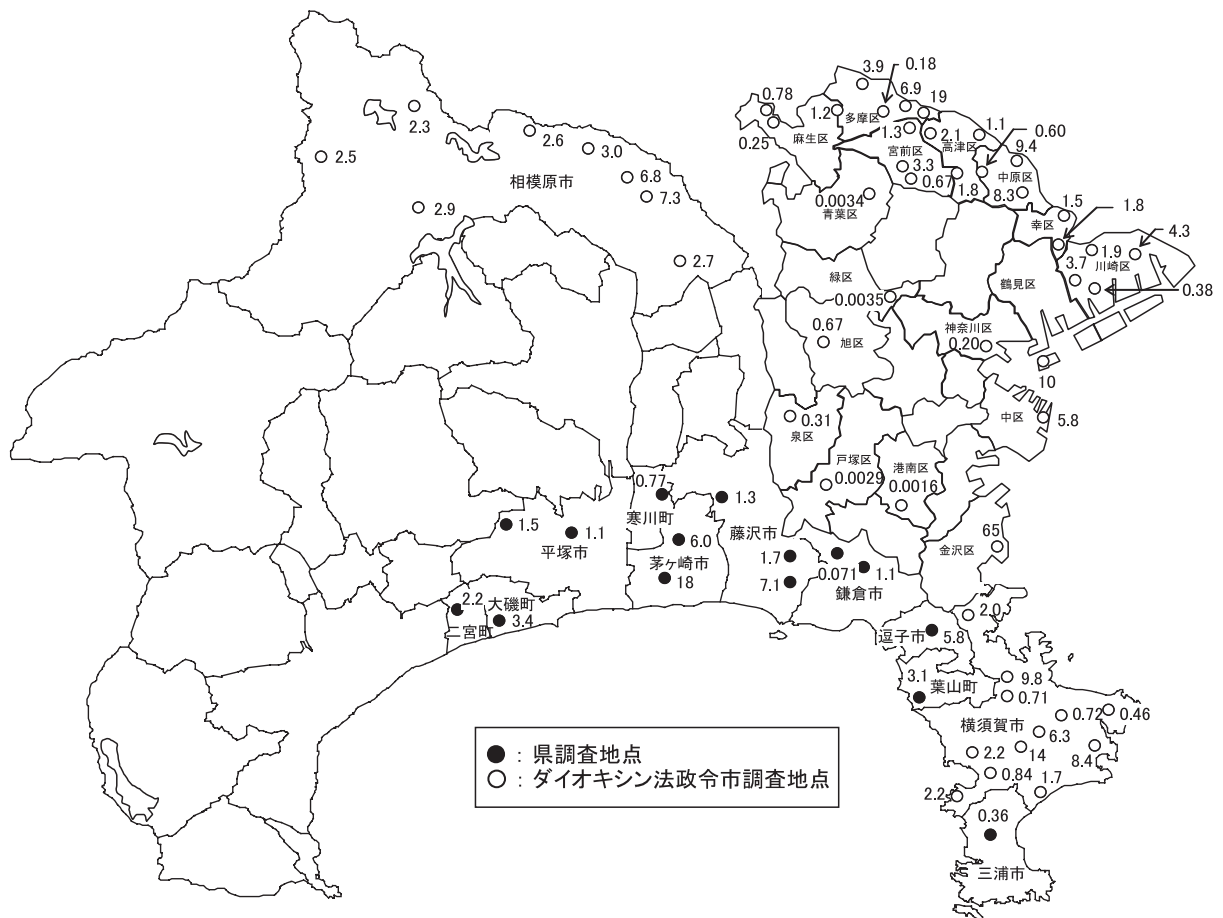 3.9
0.18
0.78
6.9
19
1.2
多摩区
2.3
麻生区
1.3
2.1
1.1
高津区
0.60
2.6
0.25
宮前区
9.4
3.0
3.3
中原区
2.5
相模原市
6.8
0.67
1.8
8.3
7.3
0.0034
青葉区
1.5
1.8
2.9
幸区
4.3
1.9
川崎区
2.7
緑区
3.7
鶴見区
0.38
0.0035
0.67
旭区
神奈川区
0.20
10
中区
5.8
0.31
泉区
戸塚区
港南区
0.0029
0.0016
0.77
1.3
寒川町
1.5
1.1
藤沢市
65
平塚市
6.0
金沢区
茅ヶ崎市
1.7
18
0.071
1.1
7.1
鎌倉市
2.2
大磯町
2.0
3.4
二宮町
逗子市
5.8
3.1
葉山町
9.8
0.71
0.72
0.46
横須賀市
6.3
2.2
14
8.4
0.84
1.7
2.2
0.36
三浦市
● : 県調査地点
○ : ダイオキシン法政令市調査地点